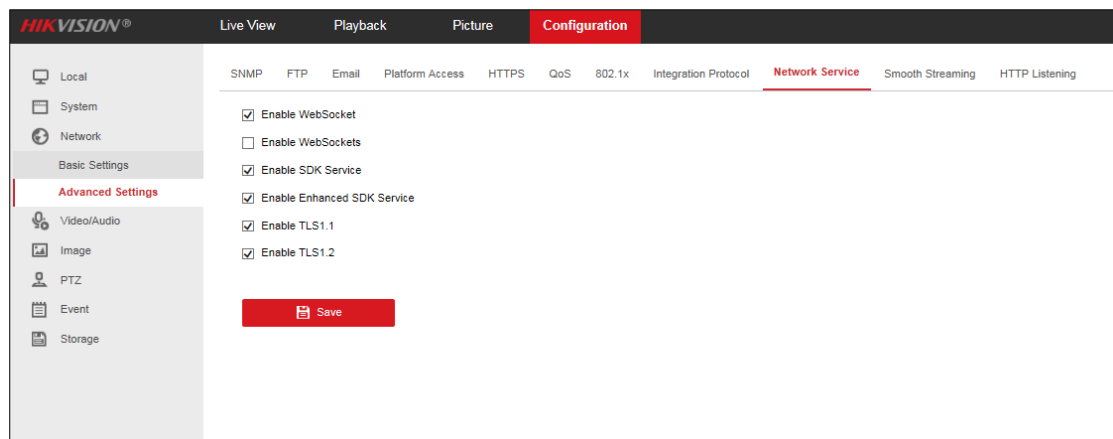 HIKVISION® Live View Playback Picture Configuration
Local
System
Network
Basic Settings
Advanced Settings
Video/Audio
Image
PTZ
Event
Storage
SNMP FTP Email Platform Access HTTPS QoS 802.1x Integration Protocol Network Service Smooth Streaming HTTP Listening
Enable WebSocket
Enable WebSockets
Enable SDK Service
Enable Enhanced SDK Service
Enable TLS1.1
Enable TLS1.2
Save